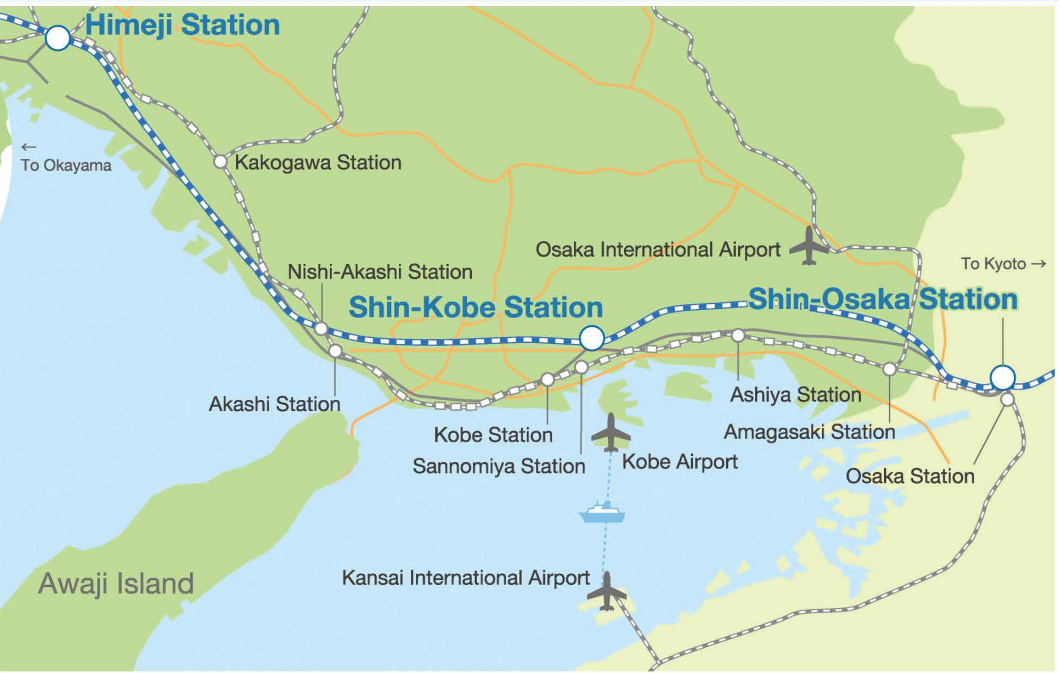 Himeji Station
←
To Okayama
Kakogawa Station
Osaka International Airport
To Kyoto →
Nishi-Akashi Station
Shin-Kobe Station
Shin-Osaka Station
Akashi Station
Ashiya Station
Kobe Station
Amagasaki Station
Sannomiya Station
Kobe Airport
Osaka Station
Awaji Island
Kansai International Airport